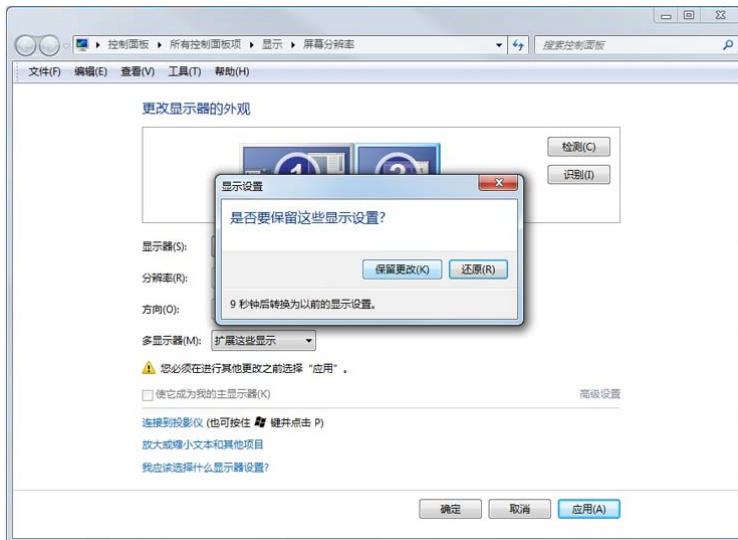 控制面板 所有控制面板项 显示 屏幕分辨率 搜索控制面板
文件(F) 编辑(E) 查看(V) 工具(T) 帮助(H)
更改显示器的外观
1 2
检测(C)
识别(I)
显示设置
是否要保留这些显示设置?
保留更改(K) 还原(R)
9 秒钟后转换为以前的显示设置。
显示器(S):
分辨率(R):
方向(O):
多显示器(M): 扩展这些显示
您必须在进行其他更改之前选择“应用”。
使它成为我的主显示器(K) 高级设置
连接到投影仪 (也可按住 键并点击 P)
放大或缩小文本和其他项目
我应该选择什么显示器设置?
确定 取消 应用(A)